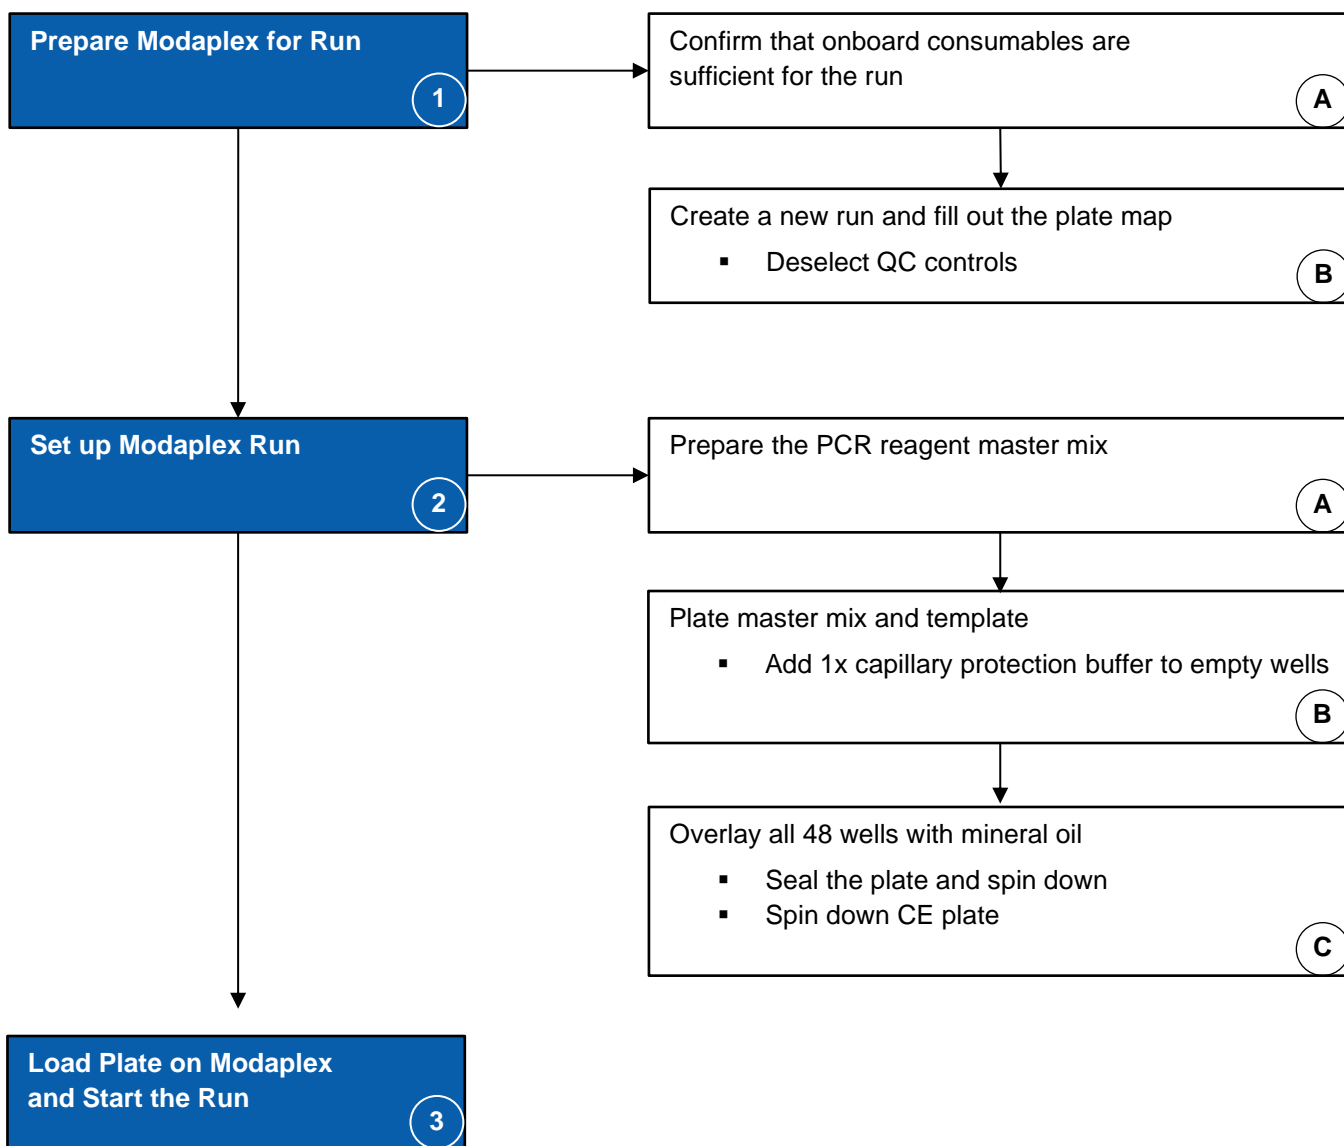 Prepare Modaplex for Run
1
Confirm that onboard consumables are
sufficient for the run
A
Create a new run and fill out the plate map
▪ Deselect QC controls
B
Set up Modaplex Run
2
Prepare the PCR reagent master mix
A
Plate master mix and template
▪ Add 1x capillary protection buffer to empty wells
B
Overlay all 48 wells with mineral oil
▪ Seal the plate and spin down
▪ Spin down CE plate
C
Load Plate on Modaplex
and Start the Run
3